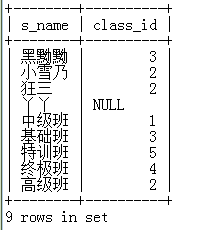 +--------+----------+
| s_name | class_id |
+--------+----------+
| 黑黝黝 | 3 |
| 小雪乃 | 2 |
| 狂三 | 2 |
| 丫丫 | NULL |
| 中级班 | 1 |
| 基础班 | 3 |
| 特训班 | 5 |
| 终极班 | 4 |
| 高级班 | 2 |
+--------+----------+
9 rows in set